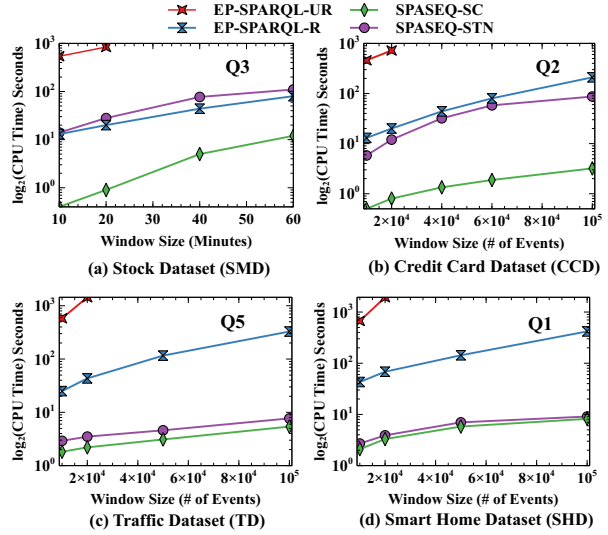 EP-SPARQL-UR SPASEQ-SC
EP-SPARQL-R SPASEQ-STN
log₂(CPU Time) Seconds
10³
10²
10¹
10⁰
Q3
10 20 30 40 50 60
Window Size (Minutes)
(a) Stock Dataset (SMD)
log₂(CPU Time) Seconds
10³
10²
10¹
10⁰
Q2
2×10⁴ 4×10⁴ 6×10⁴ 8×10⁴ 10⁵
Window Size (# of Events)
(b) Credit Card Dataset (CCD)
log₂(CPU Time) Seconds
10³
10²
10¹
10⁰
Q5
2×10⁴ 4×10⁴ 6×10⁴ 8×10⁴ 10⁵
Window Size (# of Events)
(c) Traffic Dataset (TD)
log₂(CPU Time) Seconds
10³
10²
10¹
10⁰
Q1
2×10⁴ 4×10⁴ 6×10⁴ 8×10⁴ 10⁵
Window Size (# of Events)
(d) Smart Home Dataset (SHD)